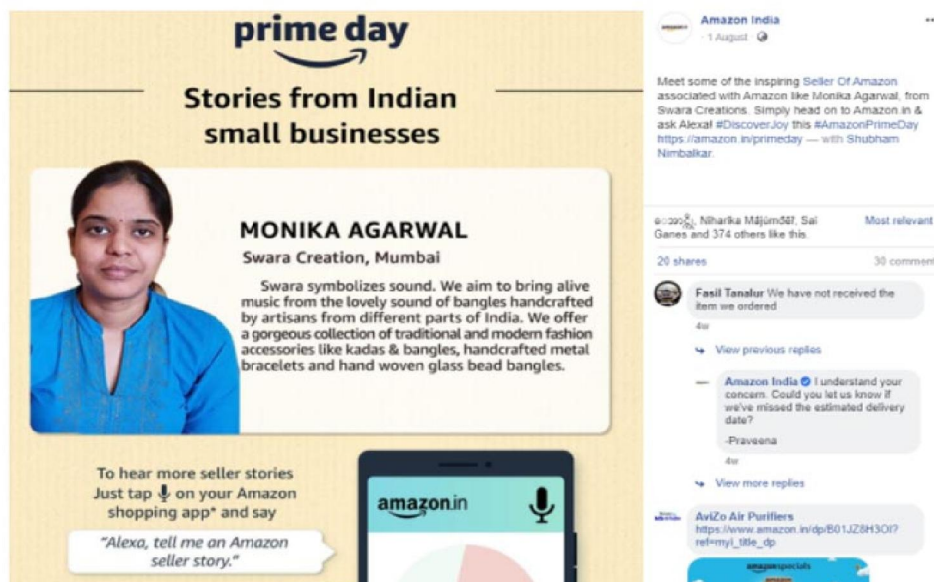 prime day
Stories from Indian
small businesses
MONIKA AGARWAL
Swara Creation, Mumbai
Swara symbolizes sound. We aim to bring alive
music from the lovely sound of bangles handcrafted
by artisans from different parts of India. We offer
a gorgeous collection of traditional and modern fashion
accessories like kadas & bangles, handcrafted metal
bracelets and hand woven glass bead bangles.
To hear more seller stories
Just tap on your Amazon
shopping app* and say
"Alexa, tell me an Amazon
seller story."
amazon.in
Amazon India
· 1 August ·
Meet some of the inspiring Seller Of Amazon
associated with Amazon like Monika Agarwal, from
Swara Creations. Simply head on to Amazon.in &
ask Alexa! #DiscoverJoy this #AmazonPrimeDay
https://amazon.in/primeday — with Shubham
Nimbalkar.
Niharika Májúmđéř, Sai
Ganes and 374 others like this.
Most relevant
20 shares
30 comment
Fasil Tanalur We have not received the
item we ordered
4w
View previous replies
Amazon India I understand your
concern. Could you let us know if
we've missed the estimated delivery
date?
-Praveena
4w
View more replies
AviZo Air Purifiers
https://www.amazon.in/dp/B01JZ8H3OI?
ref=myi_title_dp
amazonspecials
amazon